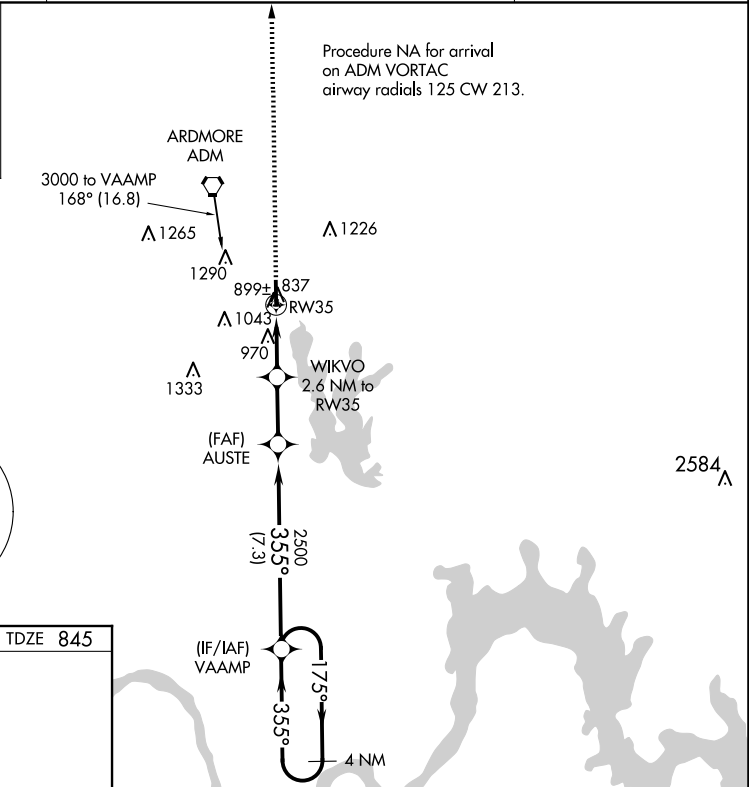 Procedure NA for arrival
on ADM VORTAC
airway radials 125 CW 213.
ARDMORE
ADM
3000 to VAAMP
168° (16.8)
1265
1226
1290
899±
837
RW35
1043
970
WIKVO
2.6 NM to
RW35
1333
(FAF)
AUSTE
2584
2500
355°
(7.3)
TDZE 845
(IF/IAF)
VAAMP
175°
355°
4 NM